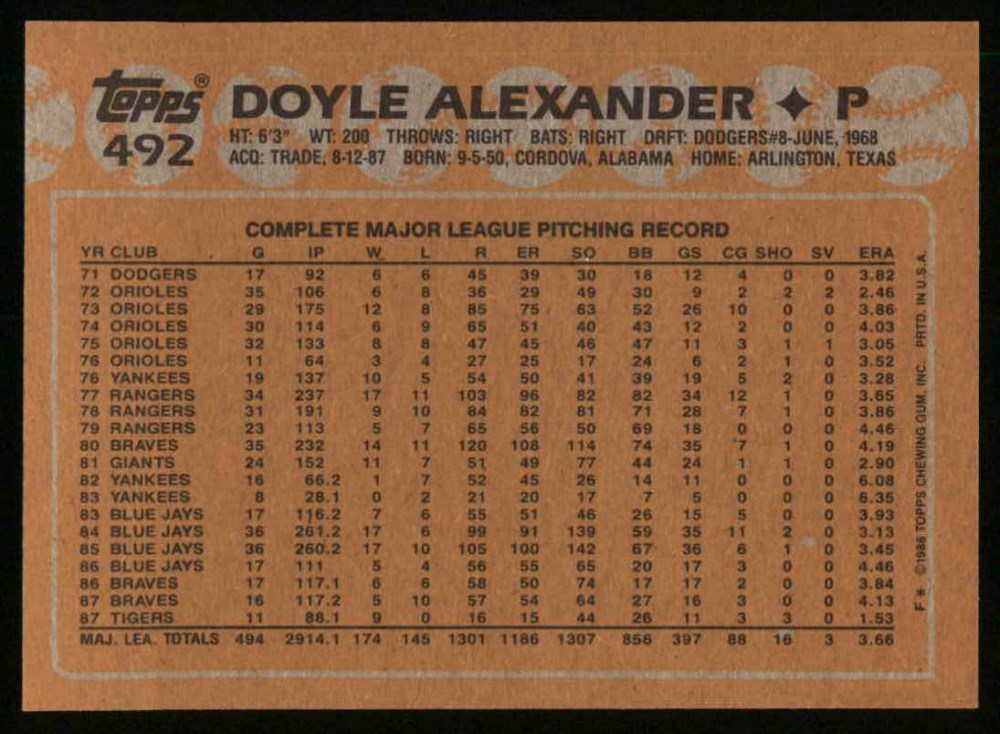 Topps® DOYLE ALEXANDER ✦ P
492 HT: 6'3" WT: 200 THROWS: RIGHT BATS: RIGHT DRFT: DODGERS#8-JUNE, 1968
ACQ: TRADE, 8-12-87 BORN: 9-5-50, CORDOVA, ALABAMA HOME: ARLINGTON, TEXAS
COMPLETE MAJOR LEAGUE PITCHING RECORD
YR CLUB G IP W L R ER SO BB GS CG SHO SV ERA
71 DODGERS 17 92 6 6 45 39 30 18 12 4 0 0 3.82
72 ORIOLES 35 106 6 8 36 29 49 30 9 2 2 2 2.46
73 ORIOLES 29 175 12 8 85 75 63 52 26 10 0 0 3.86
74 ORIOLES 30 114 6 9 65 51 40 43 12 2 0 0 4.03
75 ORIOLES 32 133 8 8 47 45 46 47 11 3 1 1 3.05
76 ORIOLES 11 64 3 4 27 25 17 24 6 2 1 0 3.52
76 YANKEES 19 137 10 5 54 50 41 39 19 5 2 0 3.28
77 RANGERS 34 237 17 11 103 96 82 82 34 12 1 0 3.65
78 RANGERS 31 191 9 10 84 82 81 71 28 7 1 0 3.86
79 RANGERS 23 113 5 7 65 56 50 69 18 0 0 0 4.46
80 BRAVES 35 232 14 11 120 108 114 74 35 7 1 0 4.19
81 GIANTS 24 152 11 7 51 49 77 44 24 1 1 0 2.90
82 YANKEES 16 66.2 1 7 52 45 26 14 11 0 0 0 6.08
83 YANKEES 8 28.1 0 2 21 20 17 7 5 0 0 0 6.35
83 BLUE JAYS 17 116.2 7 6 55 51 46 26 15 5 0 0 3.93
84 BLUE JAYS 36 261.2 17 6 99 91 139 59 35 11 2 0 3.13
85 BLUE JAYS 36 260.2 17 10 105 100 142 67 36 6 1 0 3.45
86 BLUE JAYS 17 111 5 4 56 55 65 20 17 3 0 0 4.46
86 BRAVES 17 117.1 6 6 58 50 74 17 17 2 0 0 3.84
87 BRAVES 16 117.2 5 10 57 54 64 27 16 3 0 0 4.13
87 TIGERS 11 88.1 9 0 16 15 44 26 11 3 3 0 1.53
MAJ. LEA. TOTALS 494 2914.1 174 145 1301 1186 1307 856 397 88 16 3 3.66
F* ©1986 TOPPS CHEWING GUM, INC. PRTD. IN U.S.A.